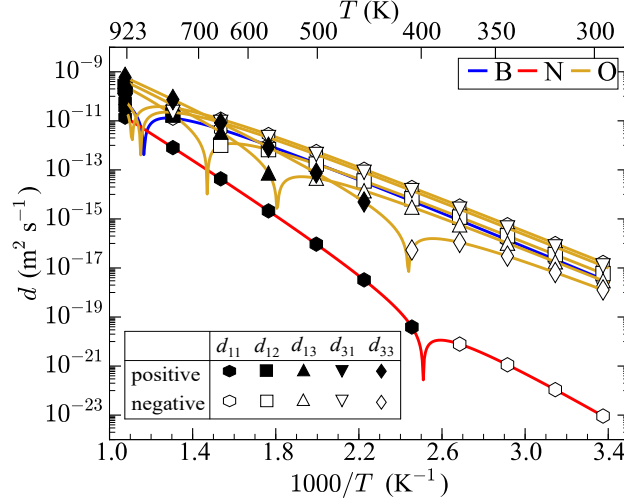 T (K)
923 700 600 500 400 350 300
B N O
10⁻⁹
10⁻¹¹
10⁻¹³
10⁻¹⁵
10⁻¹⁷
10⁻¹⁹
10⁻²¹
10⁻²³
d (m² s⁻¹)
d₁₁ d₁₂ d₁₃ d₃₁ d₃₃
positive
negative
1.0 1.4 1.8 2.2 2.6 3.0 3.4
1000/T (K⁻¹)